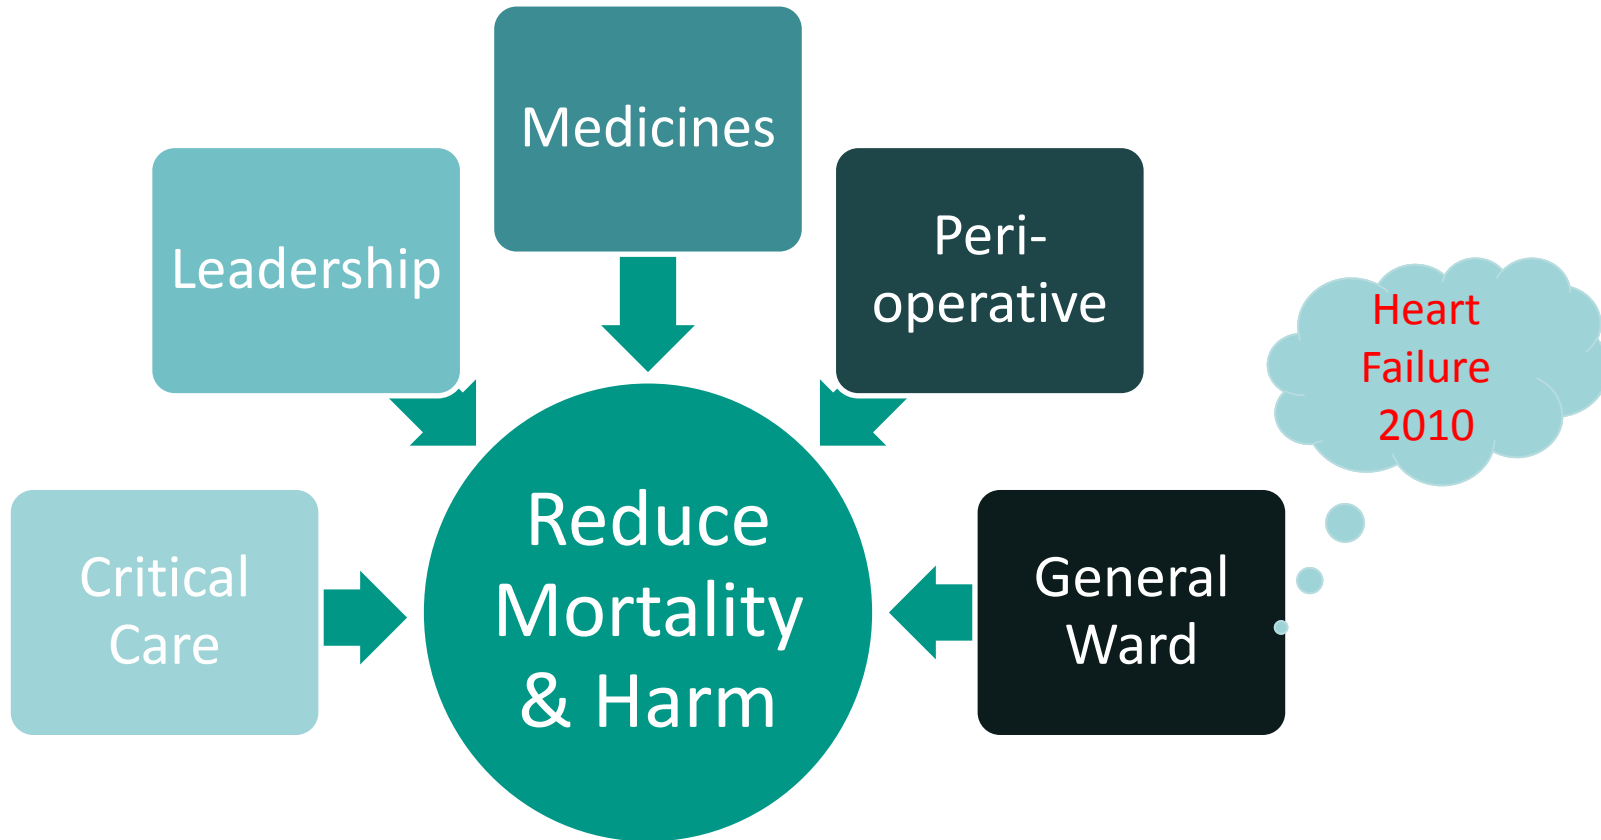 Medicines
Leadership
Peri-
operative
Heart
Failure
2010
Critical
Care
Reduce
Mortality
& Harm
General
Ward